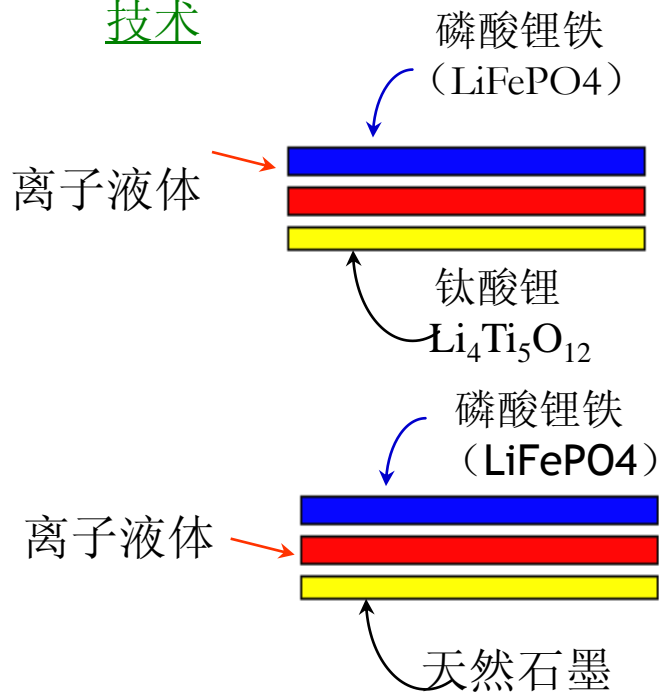 技术
磷酸锂铁
（LiFePO4）
离子液体
钛酸锂
Li₄Ti₅O₁₂
磷酸锂铁
（LiFePO4）
离子液体
天然石墨